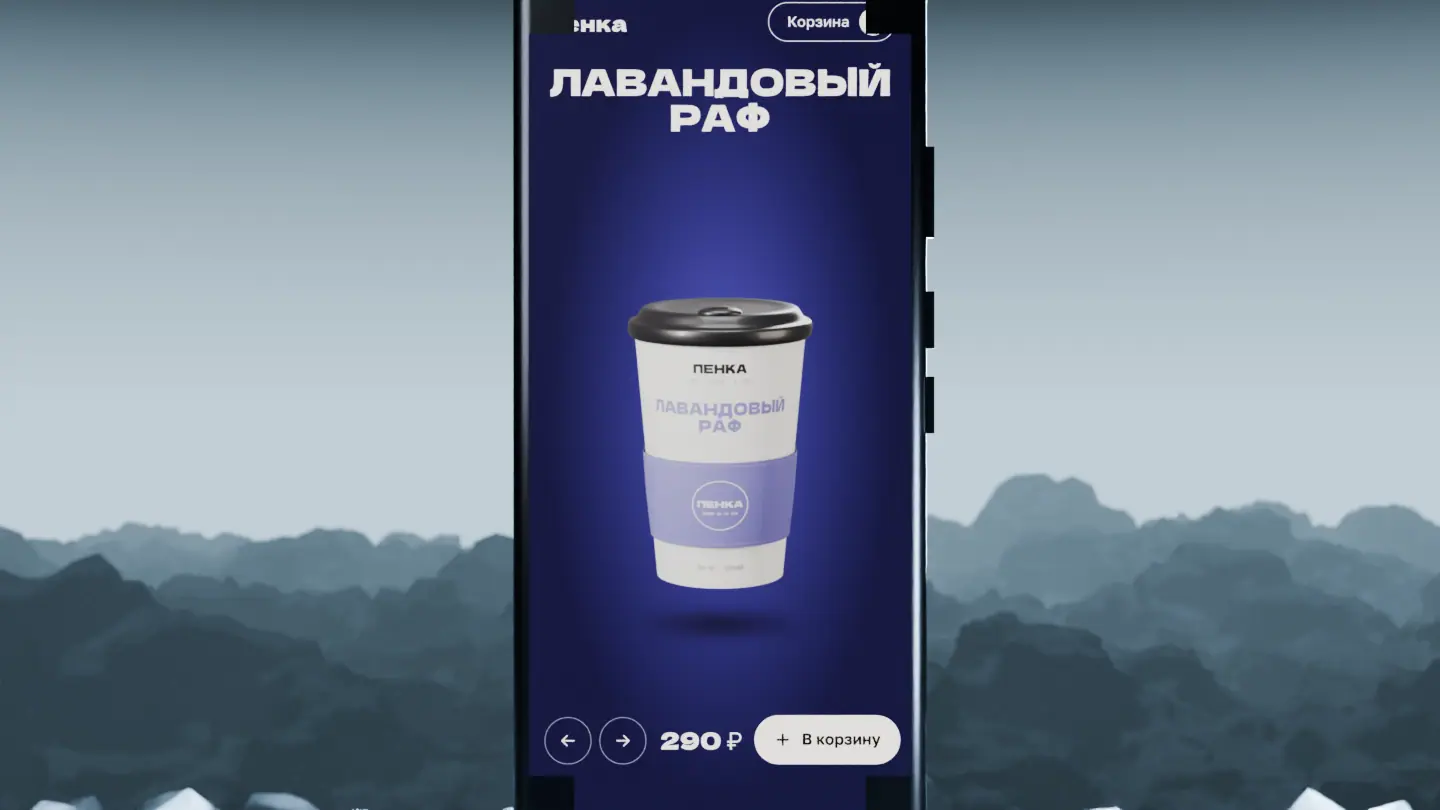 енка
Корзина
ЛАВАНДОВЫЙ
РАФ
ПЕНКА
ЛАВАНДОВЫЙ
РАФ
ПЕНКА
290 ₽
+ В корзину